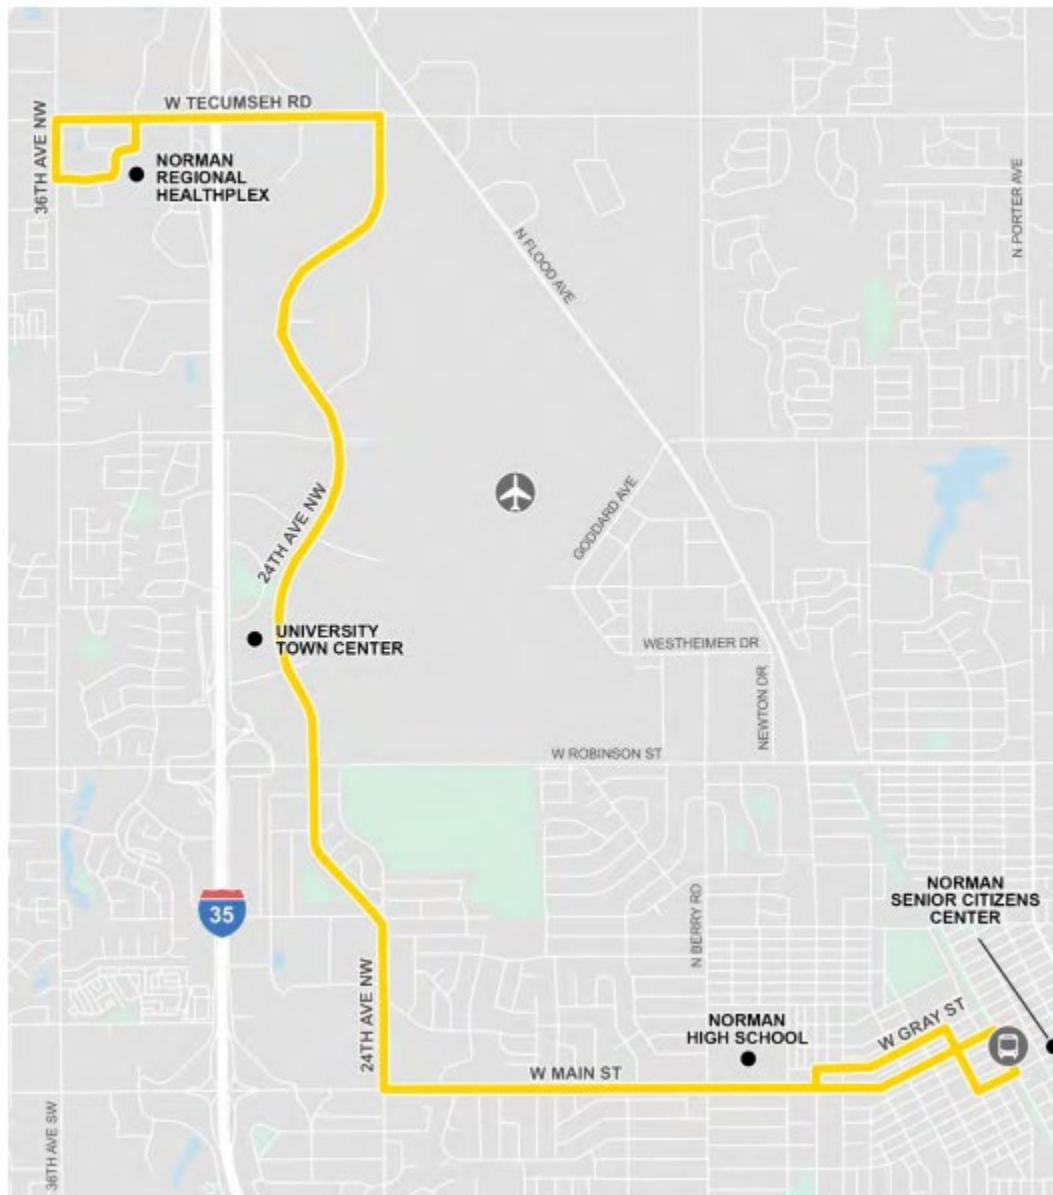 W TECUMSEH RD
36TH AVE NW
NORMAN
REGIONAL
HEALTHPLEX
N PORTER AVE
N FLOOD AVE
24TH AVE NW
GODDARD AVE
UNIVERSITY
TOWN CENTER
WESTHEIMER DR
NEWTON DR
W ROBINSON ST
35
N BERRY RD
NORMAN
SENIOR CITIZENS
CENTER
24TH AVE NW
NORMAN
HIGH SCHOOL
W GRAY ST
W MAIN ST
36TH AVE SW